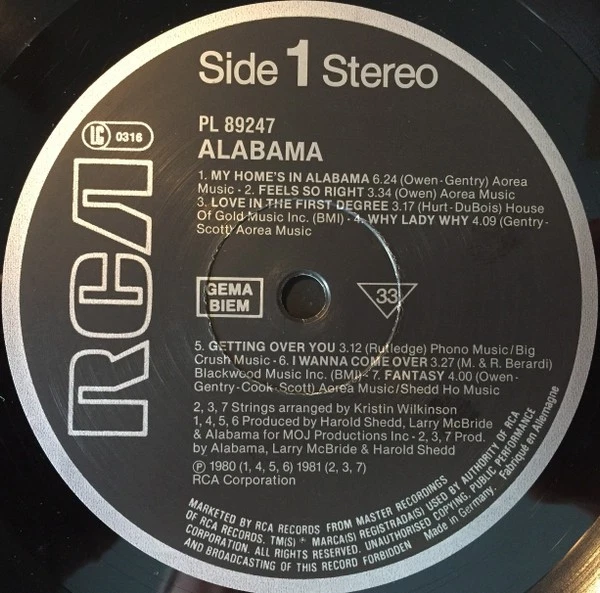 Side 1 Stereo
PL 89247
LC 0316
ALABAMA
1. MY HOME'S IN ALABAMA 6.24 (Owen-Gentry) Aorea
Music - 2. FEELS SO RIGHT 3.34 (Owen) Aorea Music
3. LOVE IN THE FIRST DEGREE 3.17 (Hurt-DuBois) House
Of Gold Music Inc. (BMI) - 4. WHY LADY WHY 4.09 (Gentry-
Scott) Aorea Music
RCA
GEMA
BIEM
33
5. GETTING OVER YOU 3.12 (Rutledge) Phono Music/Big
Crush Music - 6. I WANNA COME OVER 3.27 (M. & R. Berardi)
Blackwood Music Inc. (BMI) - 7. FANTASY 4.00 (Owen-
Gentry-Cook-Scott) Aorea Music/Shedd Ho Music
2, 3, 7 Strings arranged by Kristin Wilkinson
1, 4, 5, 6 Produced by Harold Shedd, Larry McBride
& Alabama for MOJ Productions Inc - 2, 3, 7 Prod.
by Alabama, Larry McBride & Harold Shedd
℗ 1980 (1, 4, 5, 6) 1981 (2, 3, 7)
RCA Corporation
MARKETED BY RCA RECORDS FROM MASTER RECORDINGS
OF RCA RECORDS. TM(S) ® MARCA(S) REGISTRADA(S) USED BY AUTHORITY OF RCA
CORPORATION. ALL RIGHTS RESERVED. UNAUTHORISED COPYING, PUBLIC PERFORMANCE
AND BROADCASTING OF THIS RECORD FORBIDDEN Made in Germany. Fabriqué en Allemagne